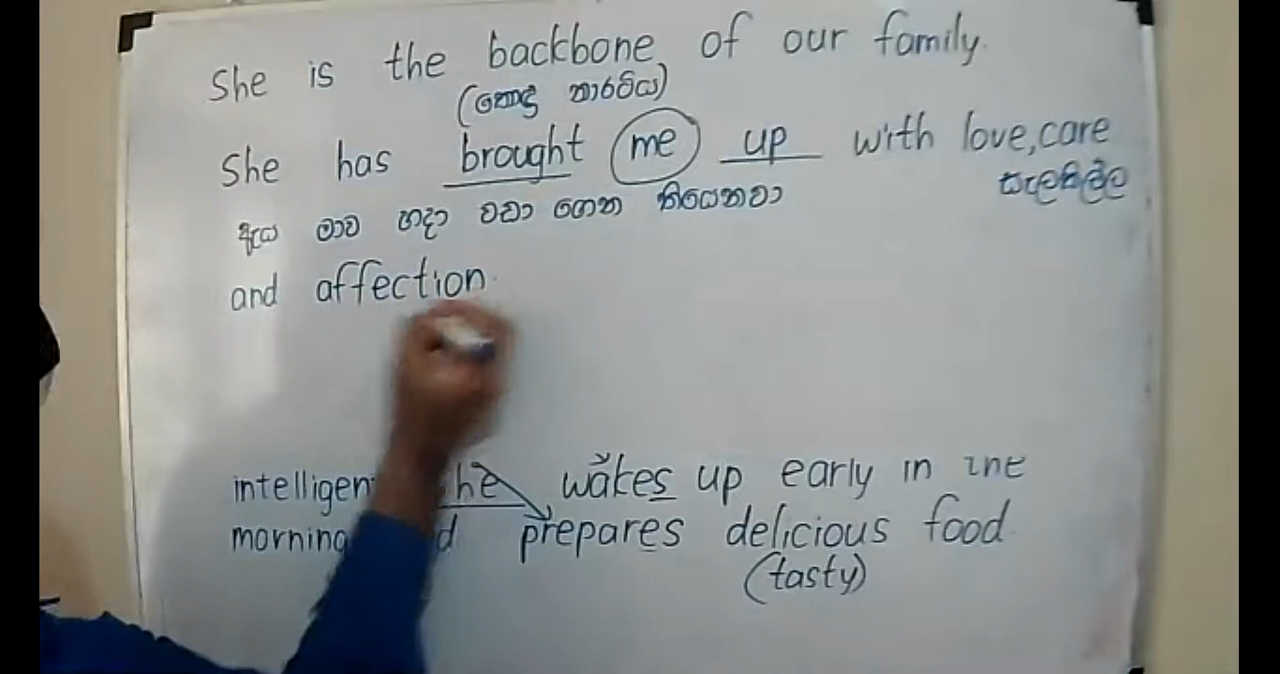 She is the backbone of our family.
(කොඳු නාරටිය)
She has brought me up with love, care
ඇය මාව හදා වඩා ගෙන තියෙනවා සැලකිල්ල
and affection.
wakes up early in the
prepares delicious food.
(tasty)